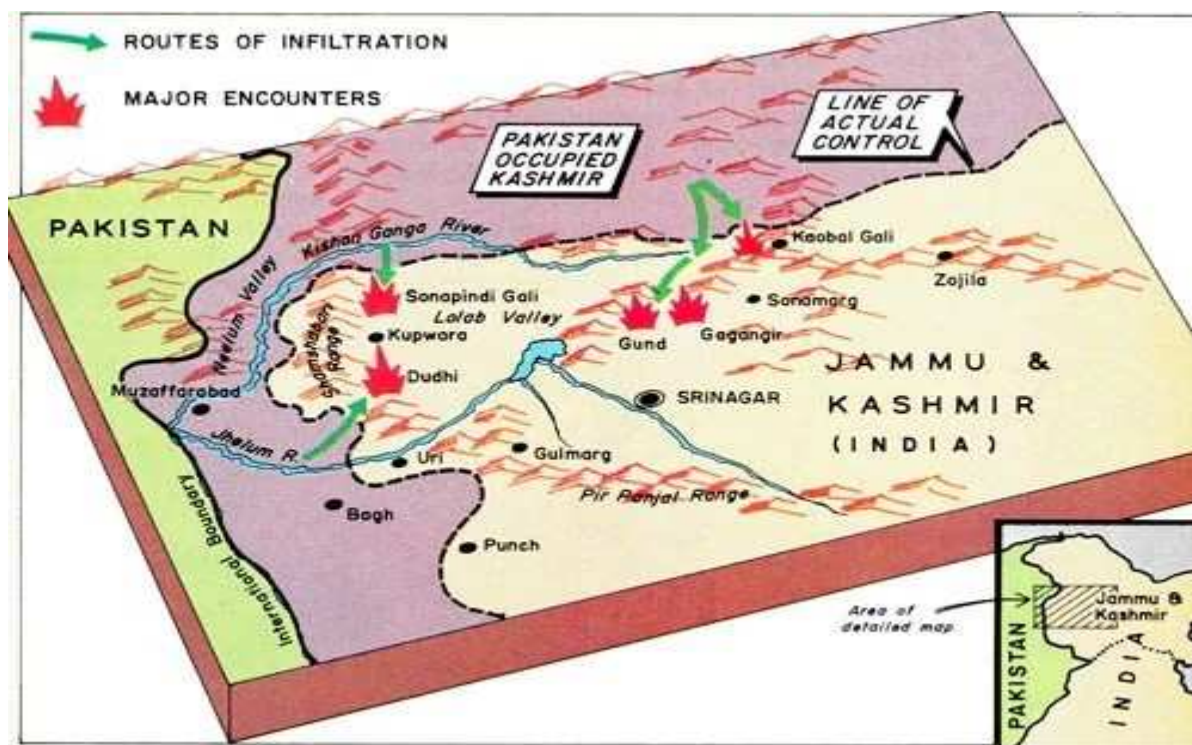 ROUTES OF INFILTRATION
MAJOR ENCOUNTERS
PAKISTAN
OCCUPIED
KASHMIR
LINE OF
ACTUAL
CONTROL
PAKISTAN
Kishan Ganga River
Neelum Valley
Kaobal Gali
Zojila
Sonapindi Gali
Lolab Valley
Sonamarg
Shamshabari
Range
Kupwara
Gund
Gagangir
Dudhi
JAMMU &
KASHMIR
(INDIA)
Muzaffarabad
SRINAGAR
Jhelum R.
Uri
Gulmarg
Pir Panjal Range
Bagh
Punch
International Boundary
Area of
detailed map
Jammu &
Kashmir
PAKISTAN
INDIA